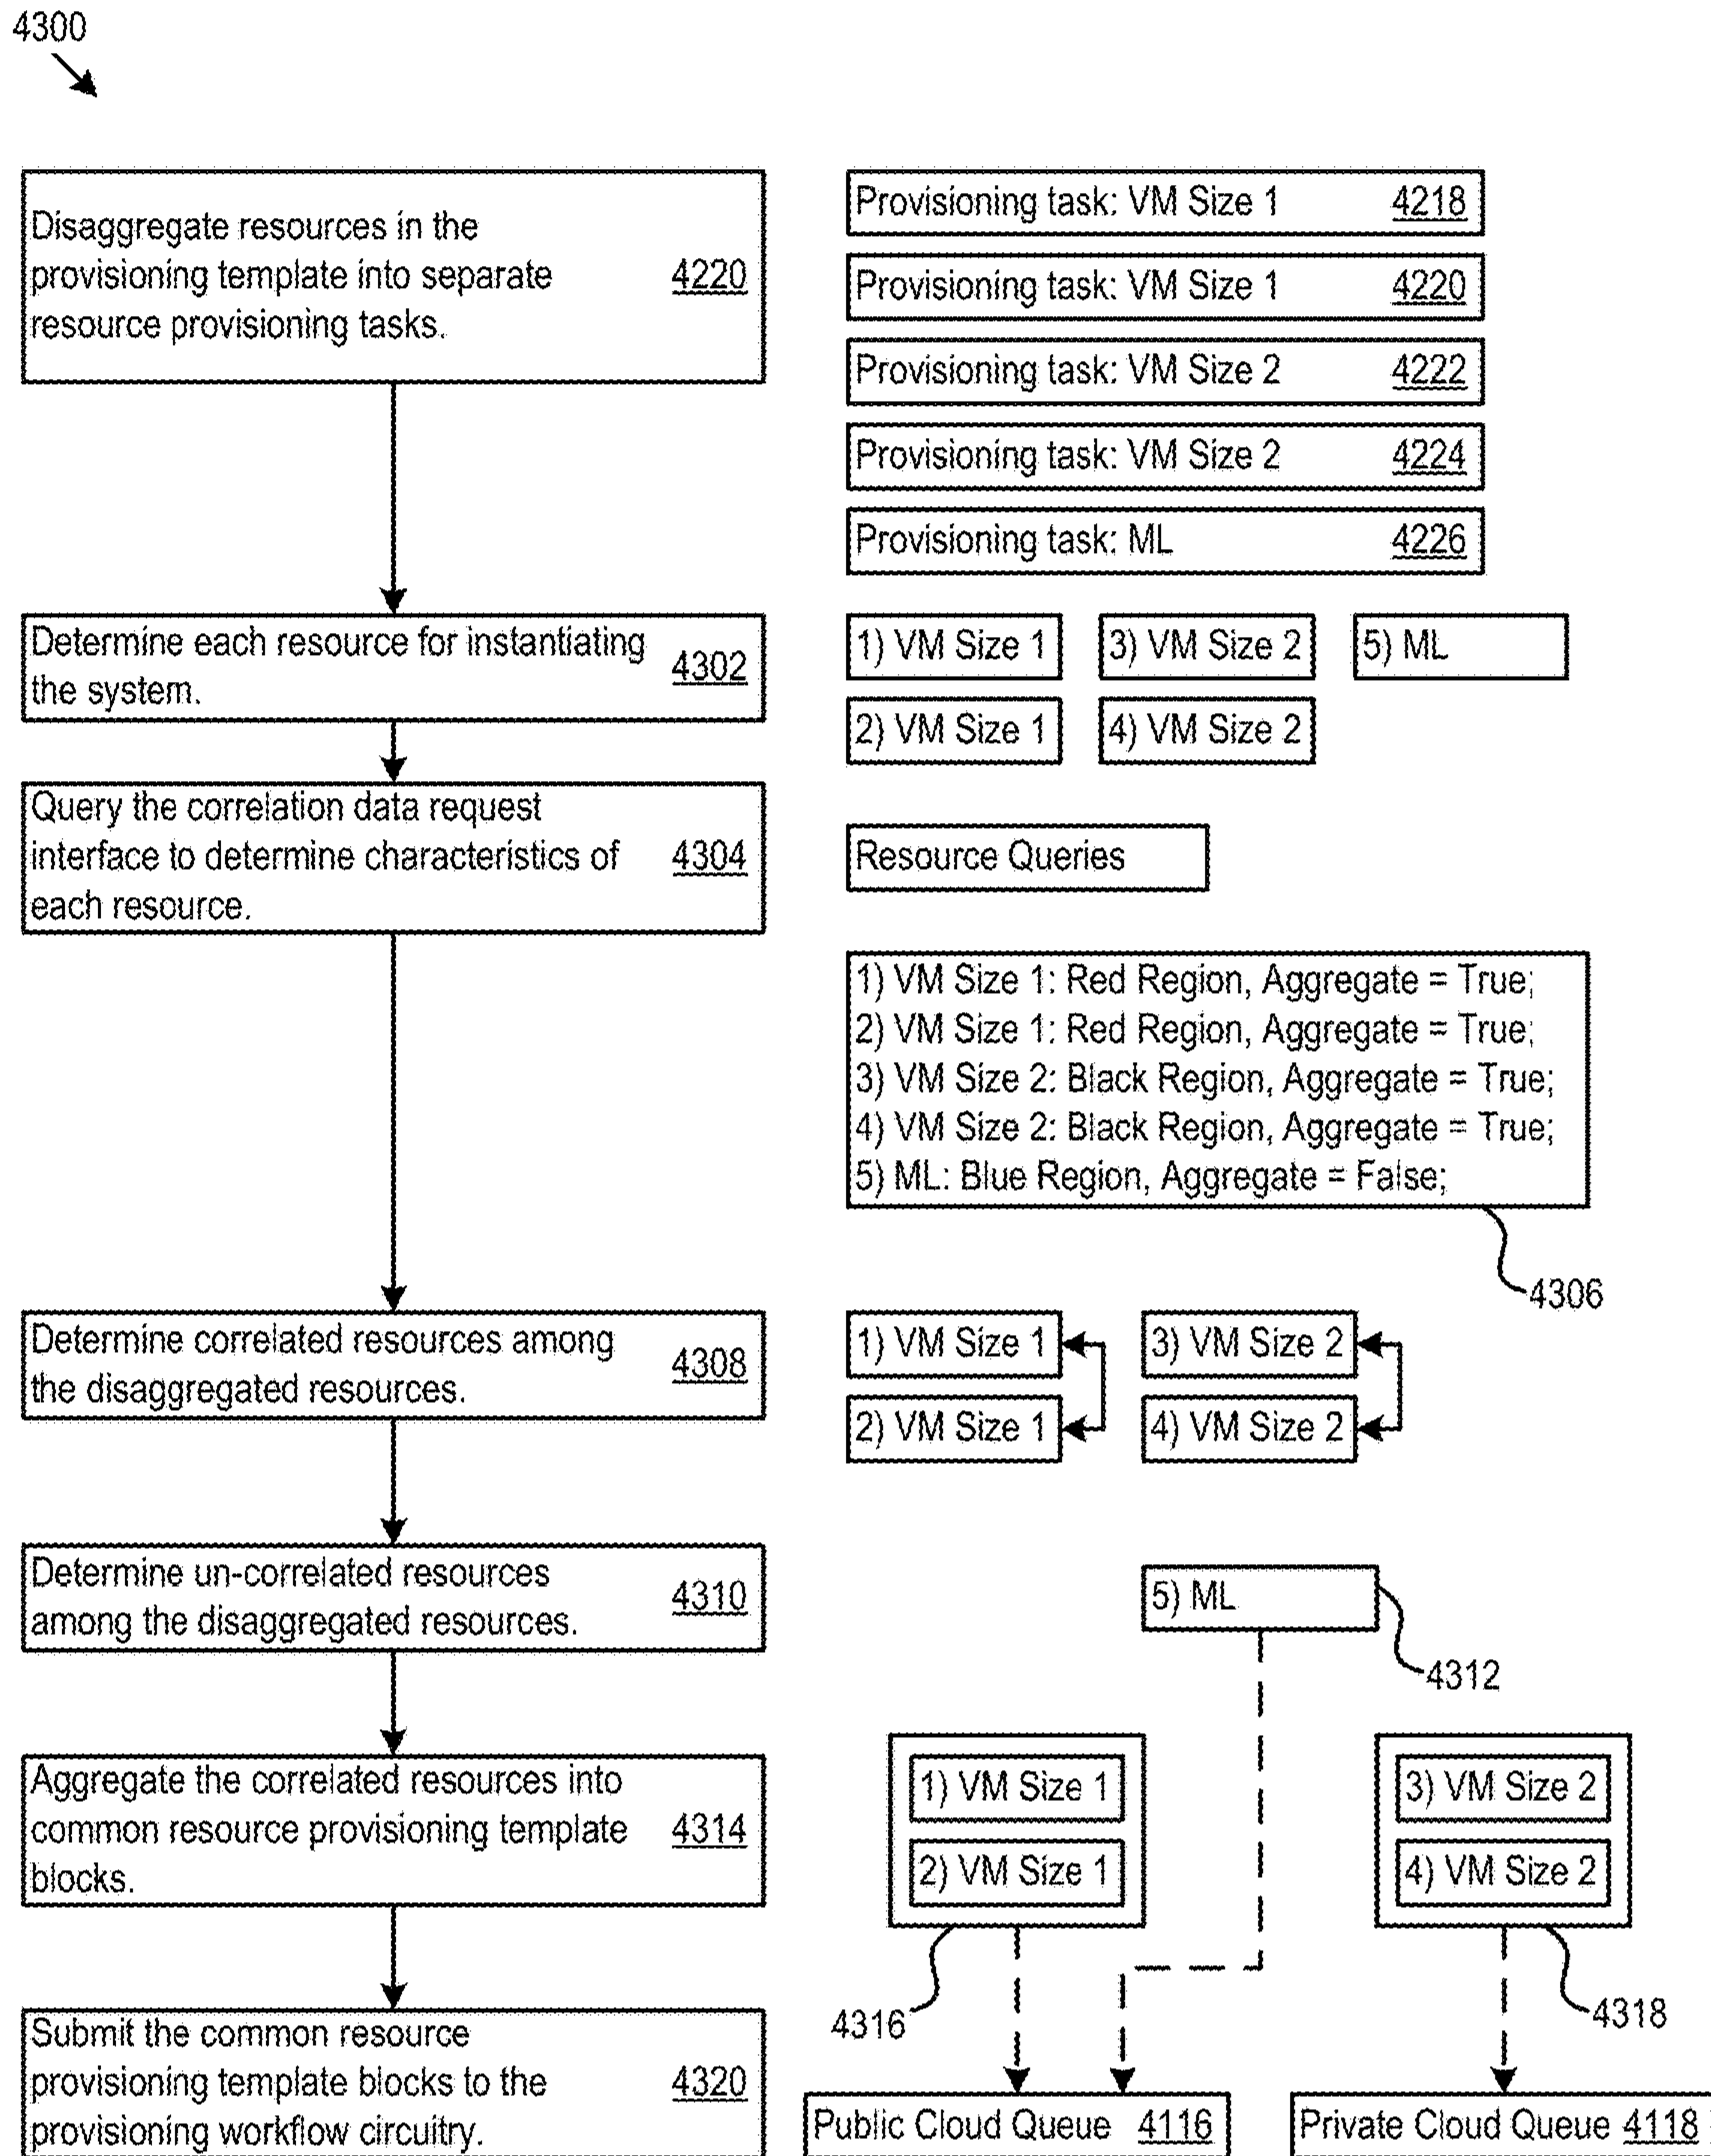 4300
Disaggregate resources in the
provisioning template into separate
resource provisioning tasks.
4220
Provisioning task: VM Size 1 4218
Provisioning task: VM Size 1 4220
Provisioning task: VM Size 2 4222
Provisioning task: VM Size 2 4224
Provisioning task: ML 4226
Determine each resource for instantiating
the system.
4302
1) VM Size 1
3) VM Size 2
5) ML
2) VM Size 1
4) VM Size 2
Query the correlation data request
interface to determine characteristics of
each resource.
4304
Resource Queries
1) VM Size 1: Red Region, Aggregate = True;
2) VM Size 1: Red Region, Aggregate = True;
3) VM Size 2: Black Region, Aggregate = True;
4) VM Size 2: Black Region, Aggregate = True;
5) ML: Blue Region, Aggregate = False;
4306
Determine correlated resources among
the disaggregated resources.
4308
1) VM Size 1
3) VM Size 2
2) VM Size 1
4) VM Size 2
Determine un-correlated resources
among the disaggregated resources.
4310
5) ML
4312
Aggregate the correlated resources into
common resource provisioning template
blocks.
4314
1) VM Size 1
2) VM Size 1
3) VM Size 2
4) VM Size 2
4316
4318
Submit the common resource
provisioning template blocks to the
provisioning workflow circuitry.
4320
Public Cloud Queue 4116
Private Cloud Queue 4118